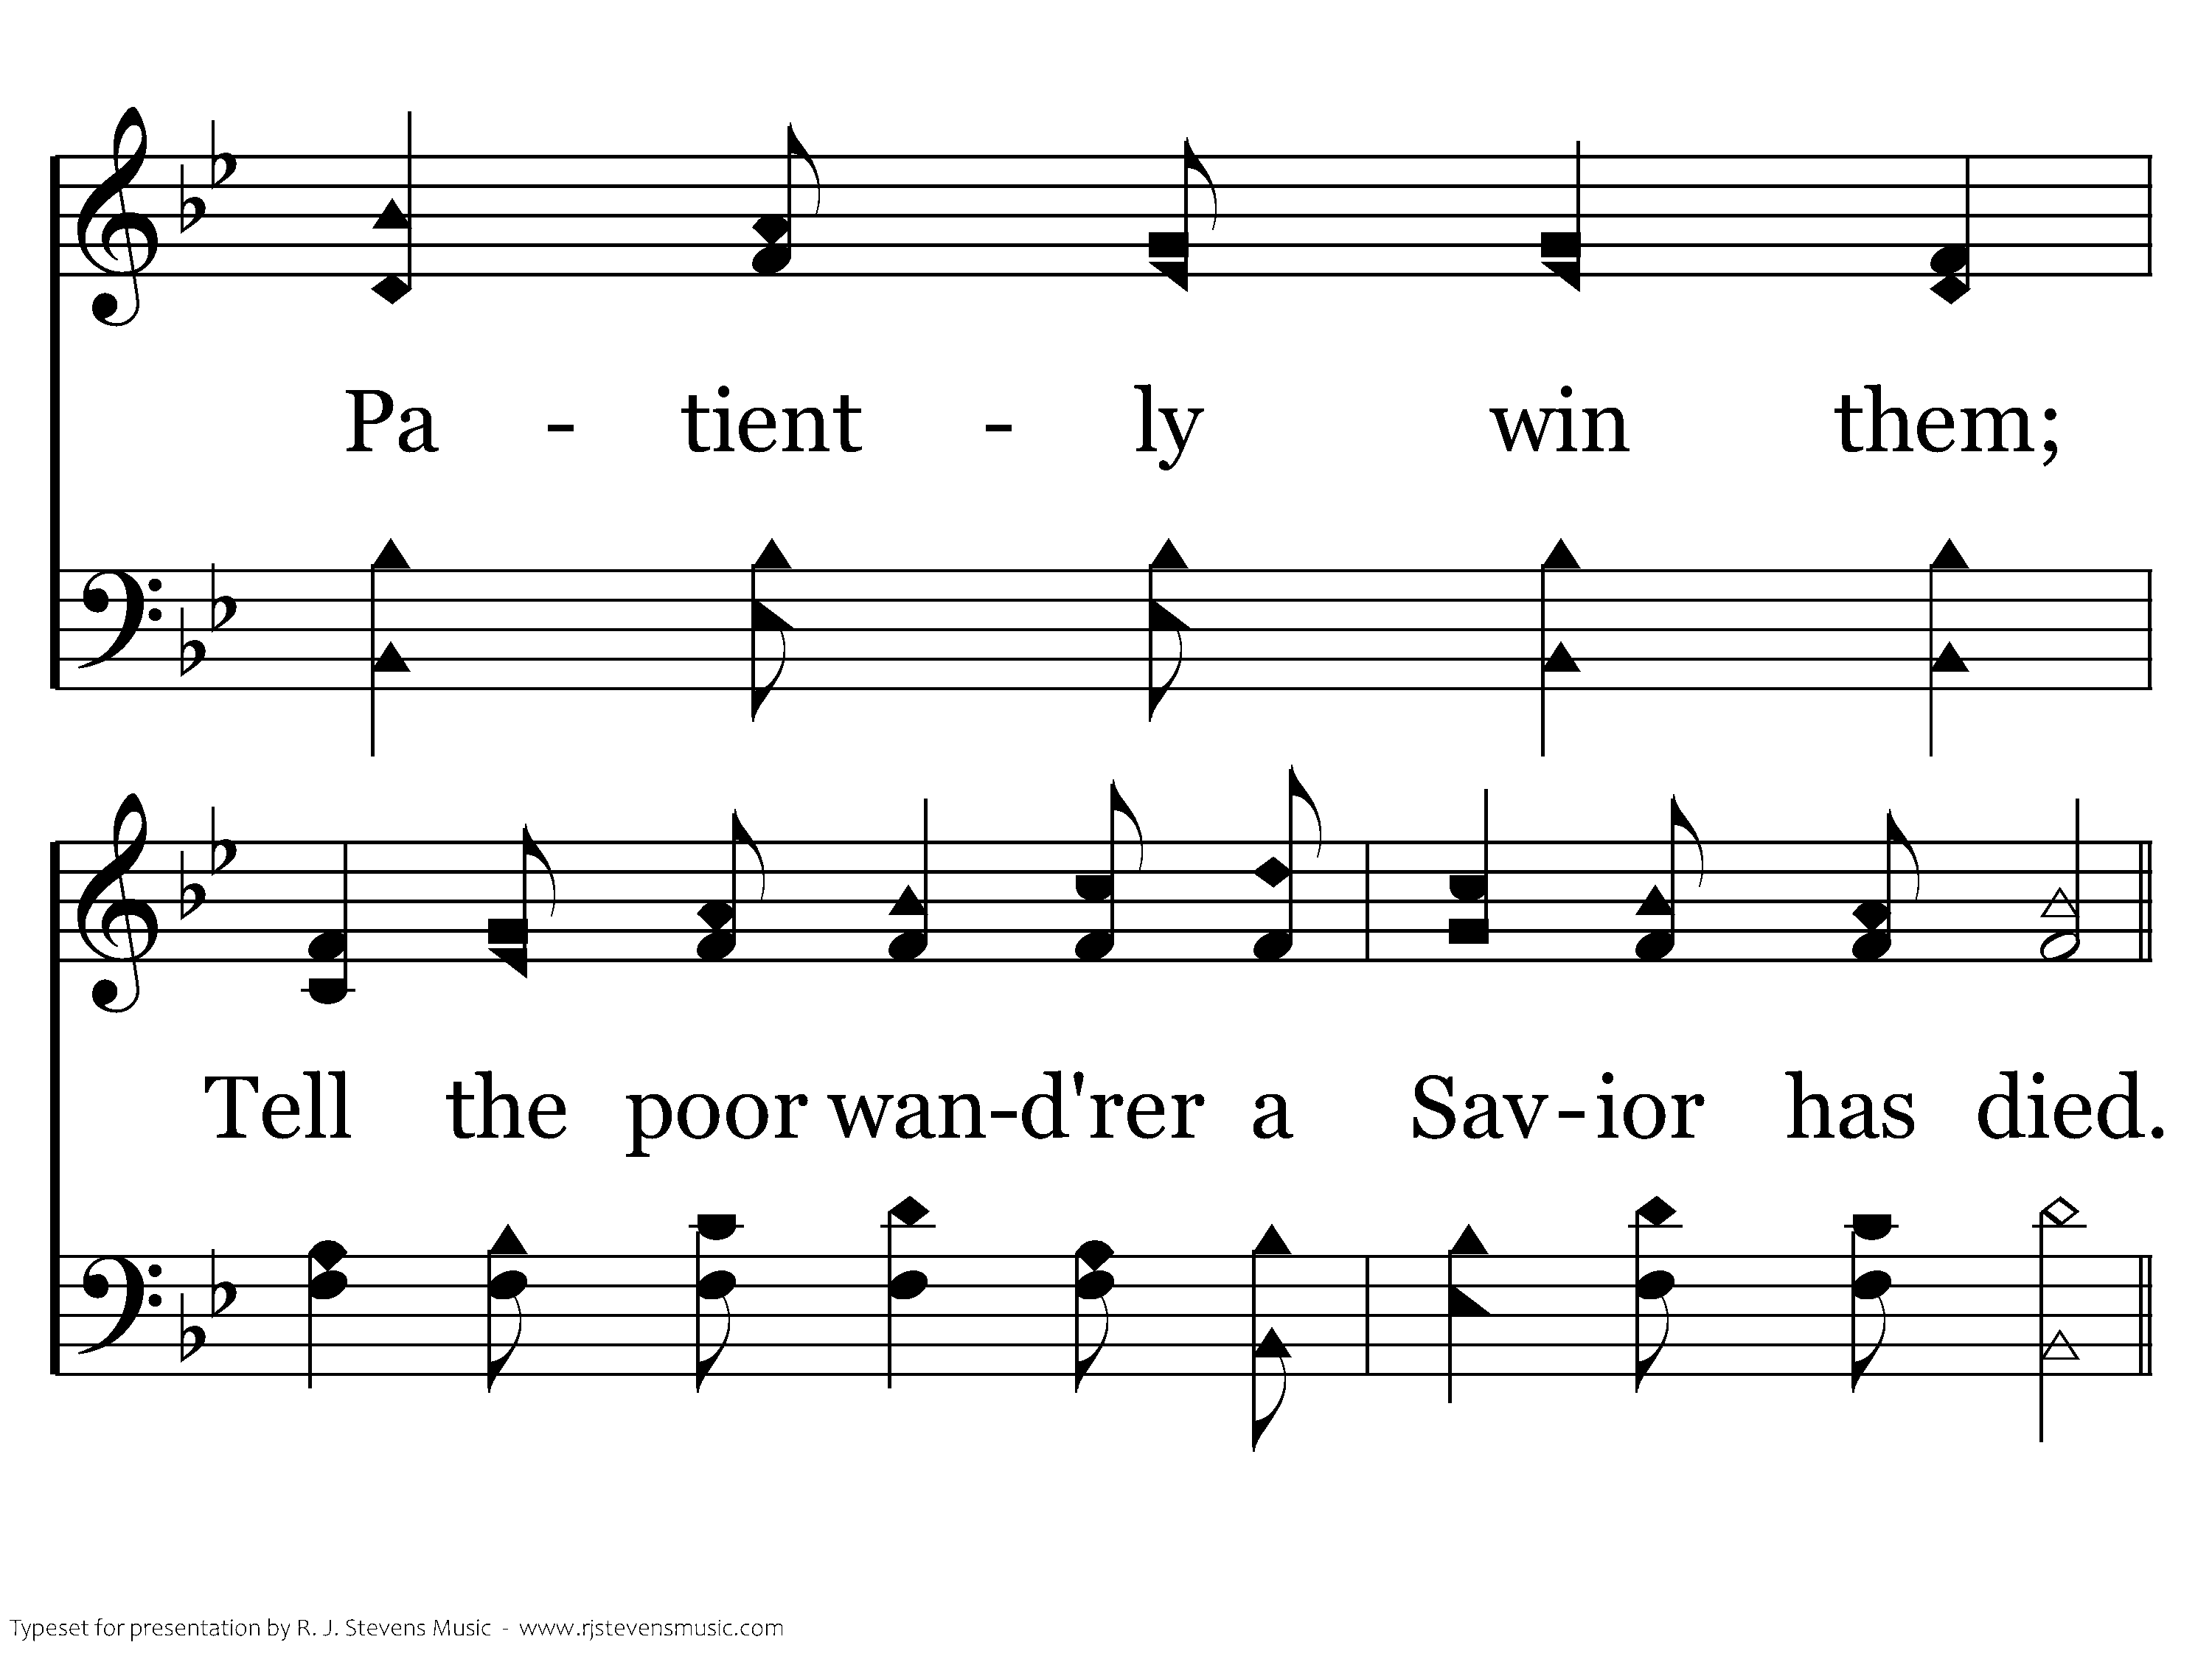 Pa - tient - ly win them;
Tell the poor wan-d'rer a Sav-ior has died.
Typeset for presentation by R. J. Stevens Music - www.rjstevensmusic.com